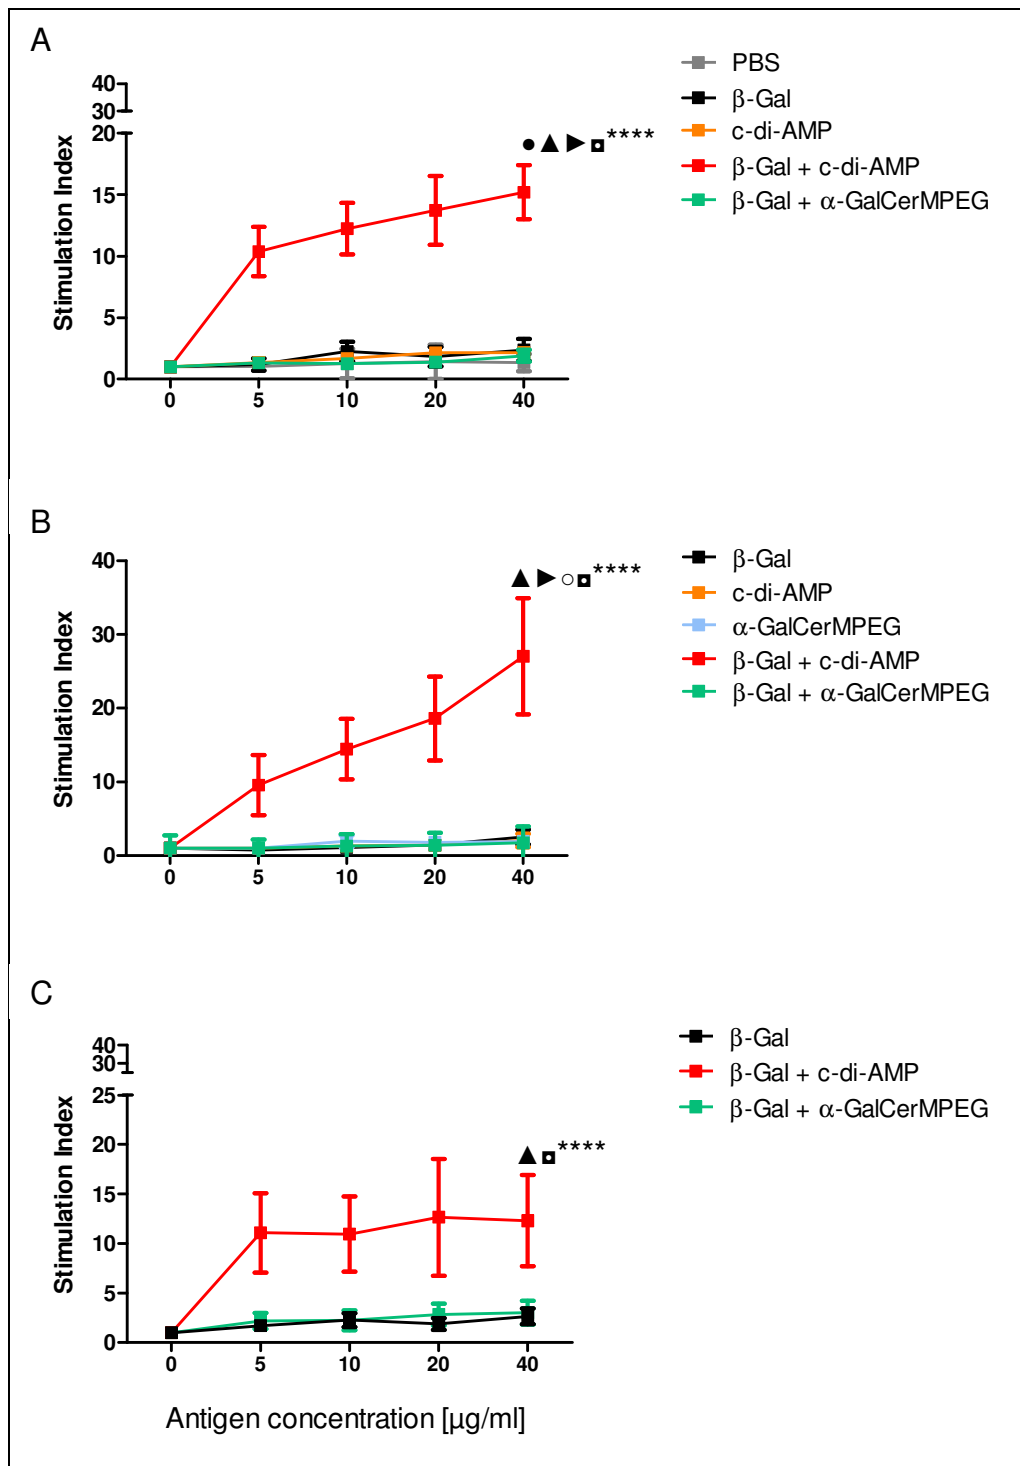 A
PBS
β-Gal
c-di-AMP
β-Gal + c-di-AMP
β-Gal + α-GalCerMPEG
Stimulation Index
40
30
20
15
10
5
0
● ▲ ► ◘ ****
0 5 10 20 40
B
β-Gal
c-di-AMP
α-GalCerMPEG
β-Gal + c-di-AMP
β-Gal + α-GalCerMPEG
Stimulation Index
40
30
20
10
0
▲ ► ○ ◘ ****
0 5 10 20 40
C
β-Gal
β-Gal + c-di-AMP
β-Gal + α-GalCerMPEG
Stimulation Index
40
30
25
20
15
10
5
0
▲ ◘ ****
0 5 10 20 40
Antigen concentration [µg/ml]